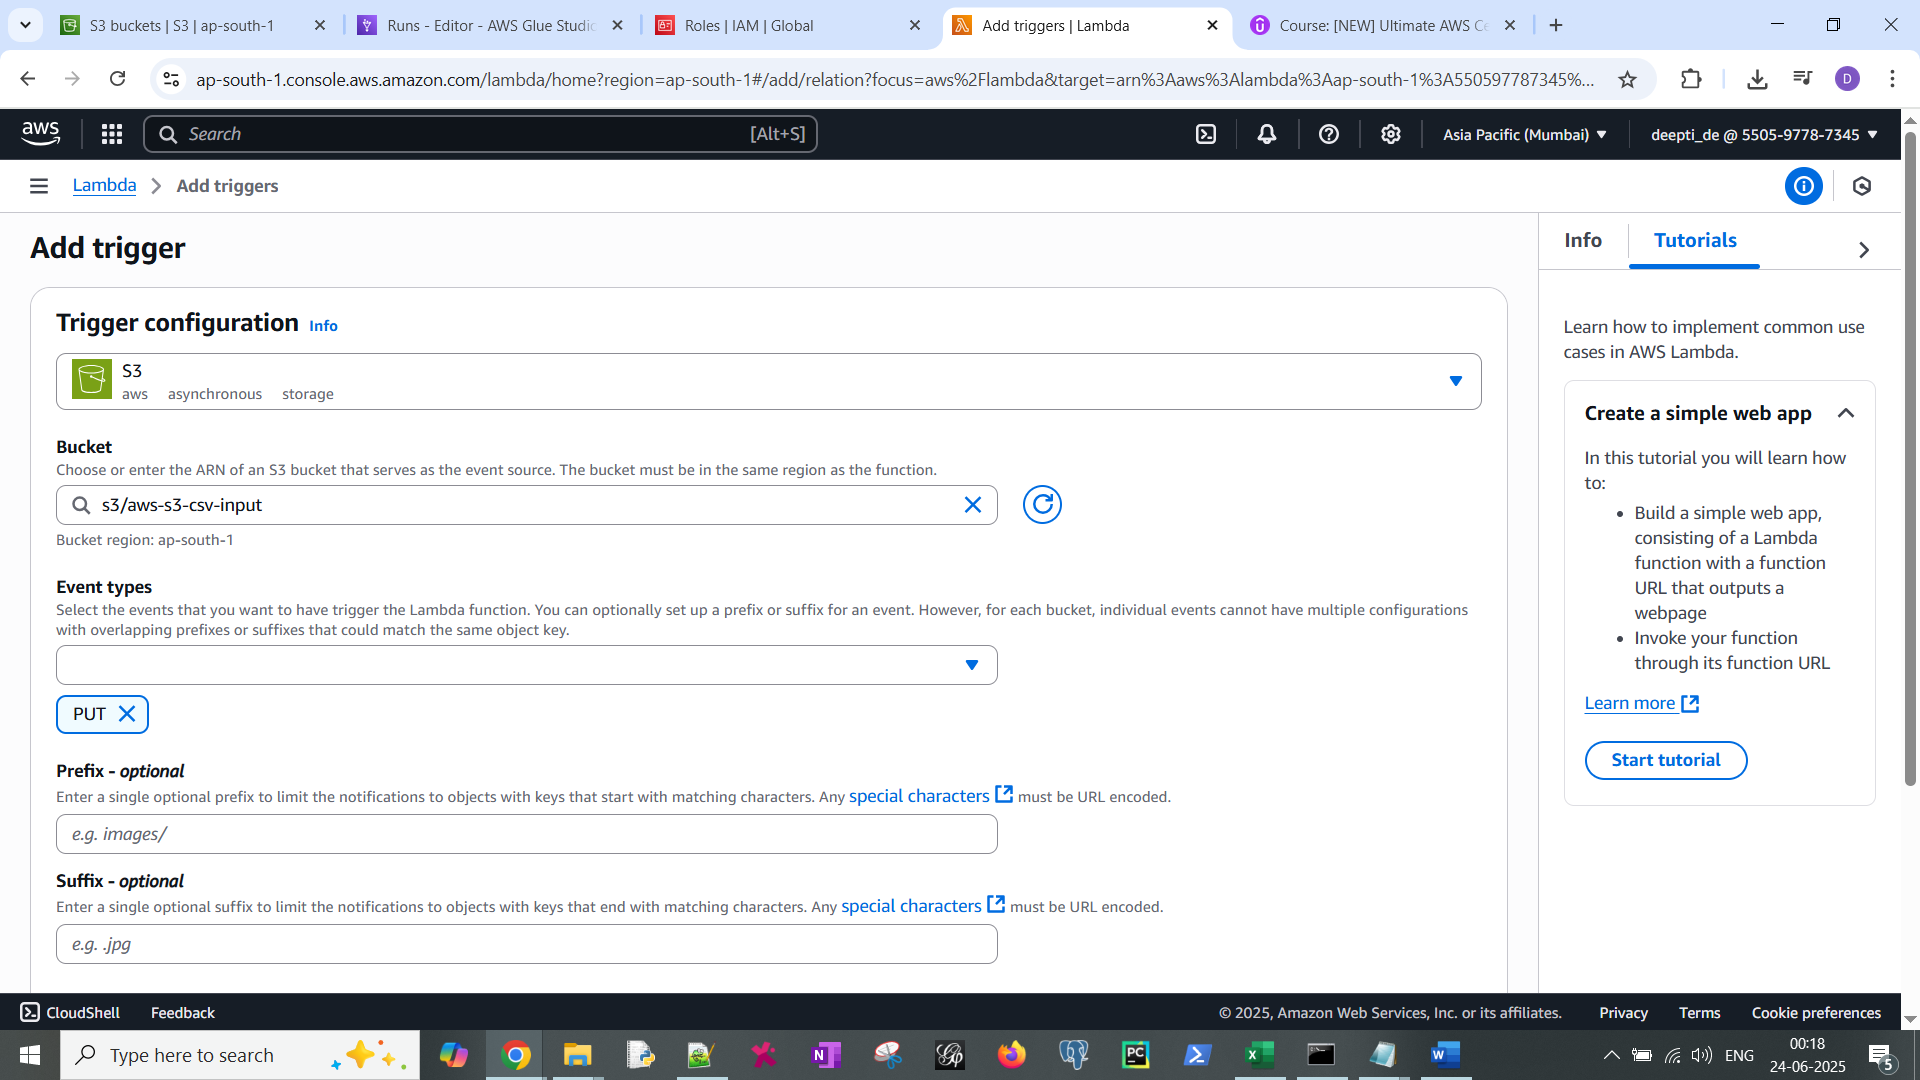 S3 buckets | S3 | ap-south-1
Runs - Editor - AWS Glue Studio
Roles | IAM | Global
Add triggers | Lambda
Course: [NEW] Ultimate AWS Ce
ap-south-1.console.aws.amazon.com/lambda/home?region=ap-south-1#/add/relation?focus=aws%2Flambda&target=arn%3Aaws%3Alambda%3Aap-south-1%3A550597787345%...
D
aws
Search
[Alt+S]
Asia Pacific (Mumbai)
deepti_de @ 5505-9778-7345
Lambda
Add triggers
Add trigger
Info
Tutorials
Trigger configuration Info
S3
aws asynchronous storage
Bucket
Choose or enter the ARN of an S3 bucket that serves as the event source. The bucket must be in the same region as the function.
s3/aws-s3-csv-input
Bucket region: ap-south-1
Event types
Select the events that you want to have trigger the Lambda function. You can optionally set up a prefix or suffix for an event. However, for each bucket, individual events cannot have multiple configurations
with overlapping prefixes or suffixes that could match the same object key.
PUT
Prefix - optional
Enter a single optional prefix to limit the notifications to objects with keys that start with matching characters. Any special characters must be URL encoded.
e.g. images/
Suffix - optional
Enter a single optional suffix to limit the notifications to objects with keys that end with matching characters. Any special characters must be URL encoded.
e.g. .jpg
Learn how to implement common use
cases in AWS Lambda.
Create a simple web app
In this tutorial you will learn how
to:
Build a simple web app,
consisting of a Lambda
function with a function
URL that outputs a
webpage
Invoke your function
through its function URL
Learn more
Start tutorial
CloudShell
Feedback
© 2025, Amazon Web Services, Inc. or its affiliates.
Privacy
Terms
Cookie preferences
Type here to search
ENG
00:18
24-06-2025
5